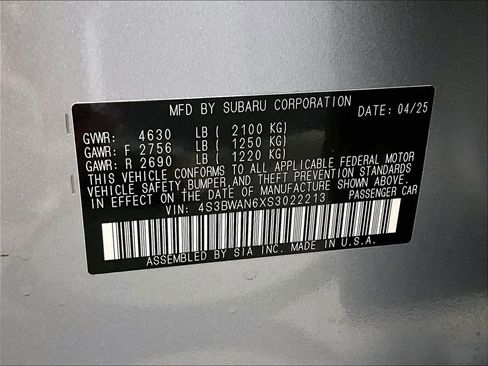 MFD BY SUBARU CORPORATION DATE: 04/25
GVWR: 4630 LB ( 2100 KG)
GAWR: F 2756 LB ( 1250 KG)
GAWR: R 2690 LB ( 1220 KG)
THIS VEHICLE CONFORMS TO ALL APPLICABLE FEDERAL MOTOR
VEHICLE SAFETY,BUMPER,AND THEFT PREVENTION STANDARDS
IN EFFECT ON THE DATE OF MANUFACTURE SHOWN ABOVE.
VIN: 4S3BWAN6XS3022213 PASSENGER CAR
ASSEMBLED BY SIA INC. MADE IN U.S.A.